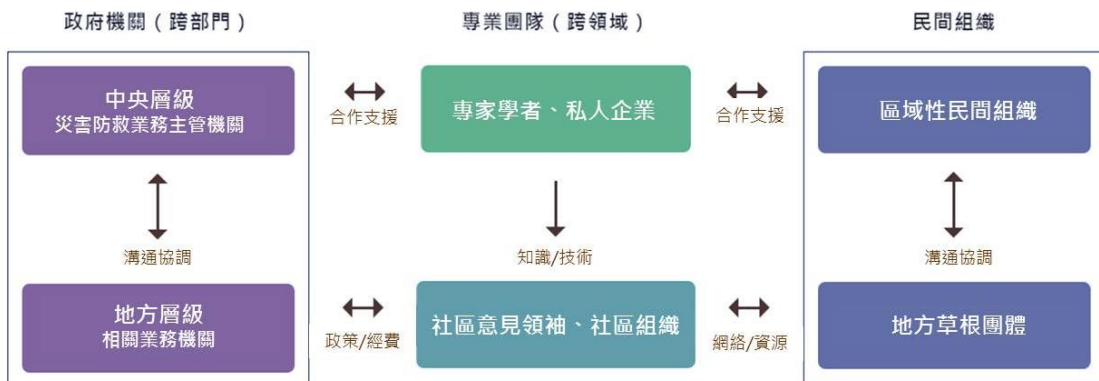 政府機關（跨部門）
專業團隊（跨領域）
民間組織
中央層級
災害防救業務主管機關
合作支援
專家學者、私人企業
合作支援
區域性民間組織
溝通協調
知識/技術
溝通協調
地方層級
相關業務機關
政策/經費
社區意見領袖、社區組織
網絡/資源
地方草根團體